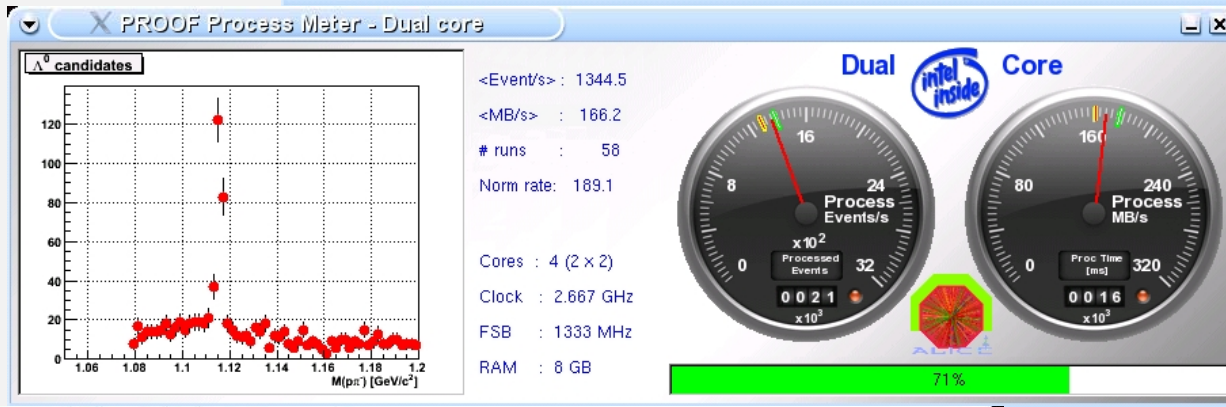 PROOF Process Meter - Dual core
Λ⁰ candidates
120
100
80
60
40
20
0
1.06 1.08 1.1 1.12 1.14 1.16 1.18 1.2
M(pπ⁻) [GeV/c²]
<Event/s> : 1344.5
<MB/s> : 166.2
# runs : 58
Norm rate: 189.1
Cores : 4 (2 x 2)
Clock : 2.667 GHz
FSB : 1333 MHz
RAM : 8 GB
Dual
intel
inside
Core
0
8
16
24
32
Process
Events/s
x10²
Processed
Events
0021
x10³
0
80
160
240
320
Process
MB/s
Proc Time
[ms]
0016
x10³
ALICE
71%